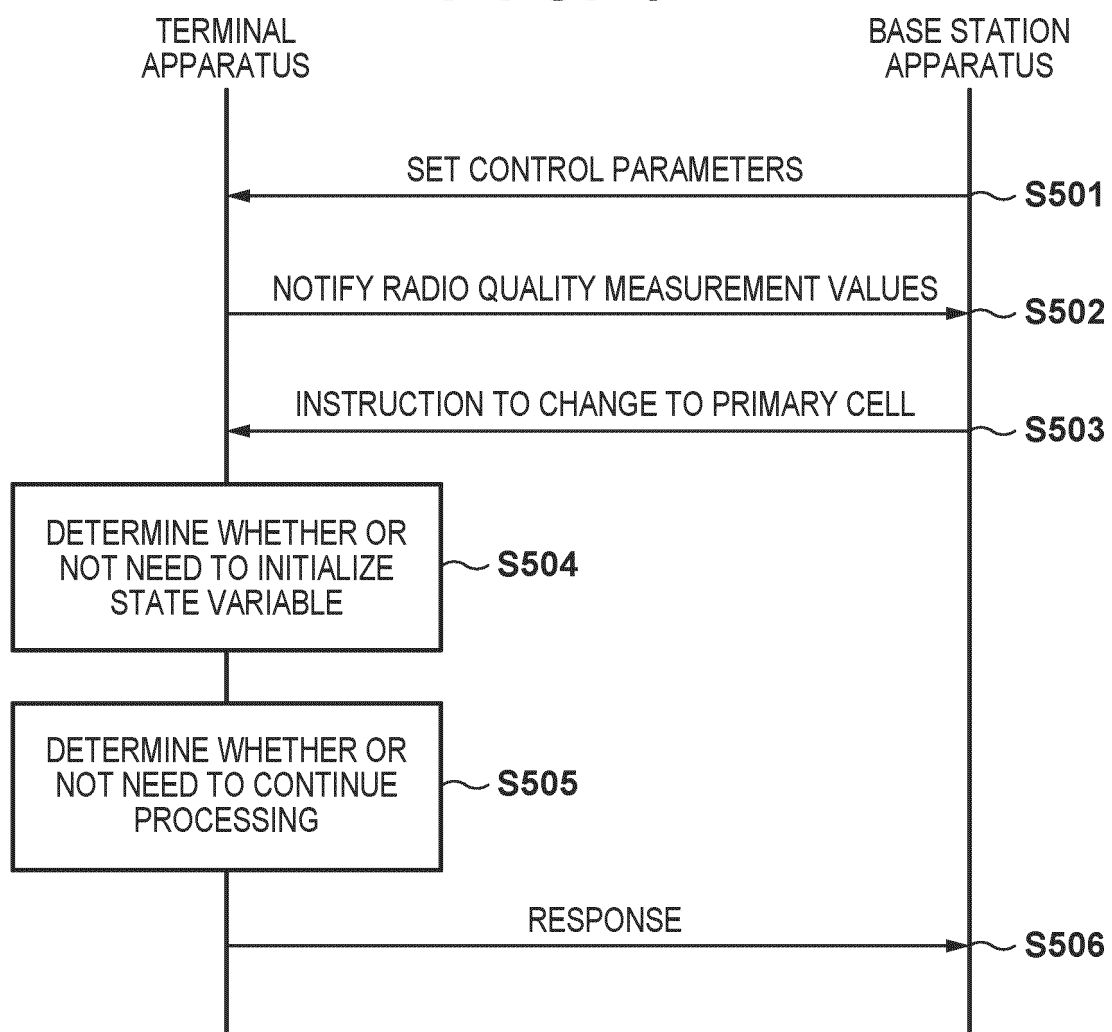 TERMINAL
APPARATUS
BASE STATION
APPARATUS
SET CONTROL PARAMETERS
S501
NOTIFY RADIO QUALITY MEASUREMENT VALUES
S502
INSTRUCTION TO CHANGE TO PRIMARY CELL
S503
DETERMINE WHETHER OR
NOT NEED TO INITIALIZE
STATE VARIABLE
S504
DETERMINE WHETHER OR
NOT NEED TO CONTINUE
PROCESSING
S505
RESPONSE
S506